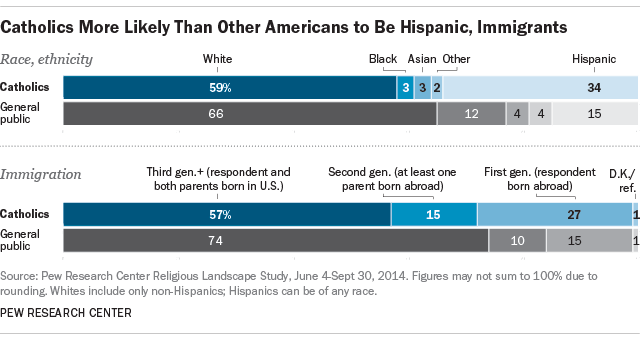 Catholics More Likely Than Other Americans to Be Hispanic, Immigrants
Race, ethnicity White Black Asian Other Hispanic
Catholics 59% 3 3 2 34
General public 66 12 4 4 15
Immigration Third gen.+ (respondent and both parents born in U.S.) Second gen. (at least one parent born abroad) First gen. (respondent born abroad) D.K./ ref.
Catholics 57% 15 27 1
General public 74 10 15 1
Source: Pew Research Center Religious Landscape Study, June 4-Sept 30, 2014. Figures may not sum to 100% due to
rounding. Whites include only non-Hispanics; Hispanics can be of any race.
PEW RESEARCH CENTER